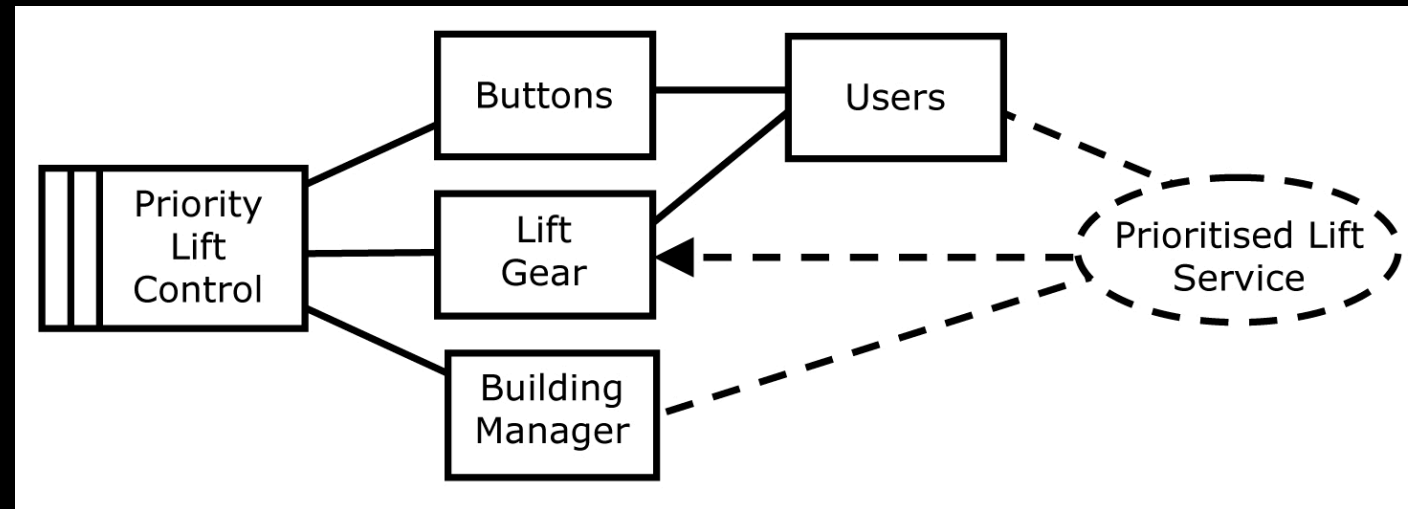 Buttons
Users
Priority
Lift
Control
Lift
Gear
Prioritised Lift
Service
Building
Manager